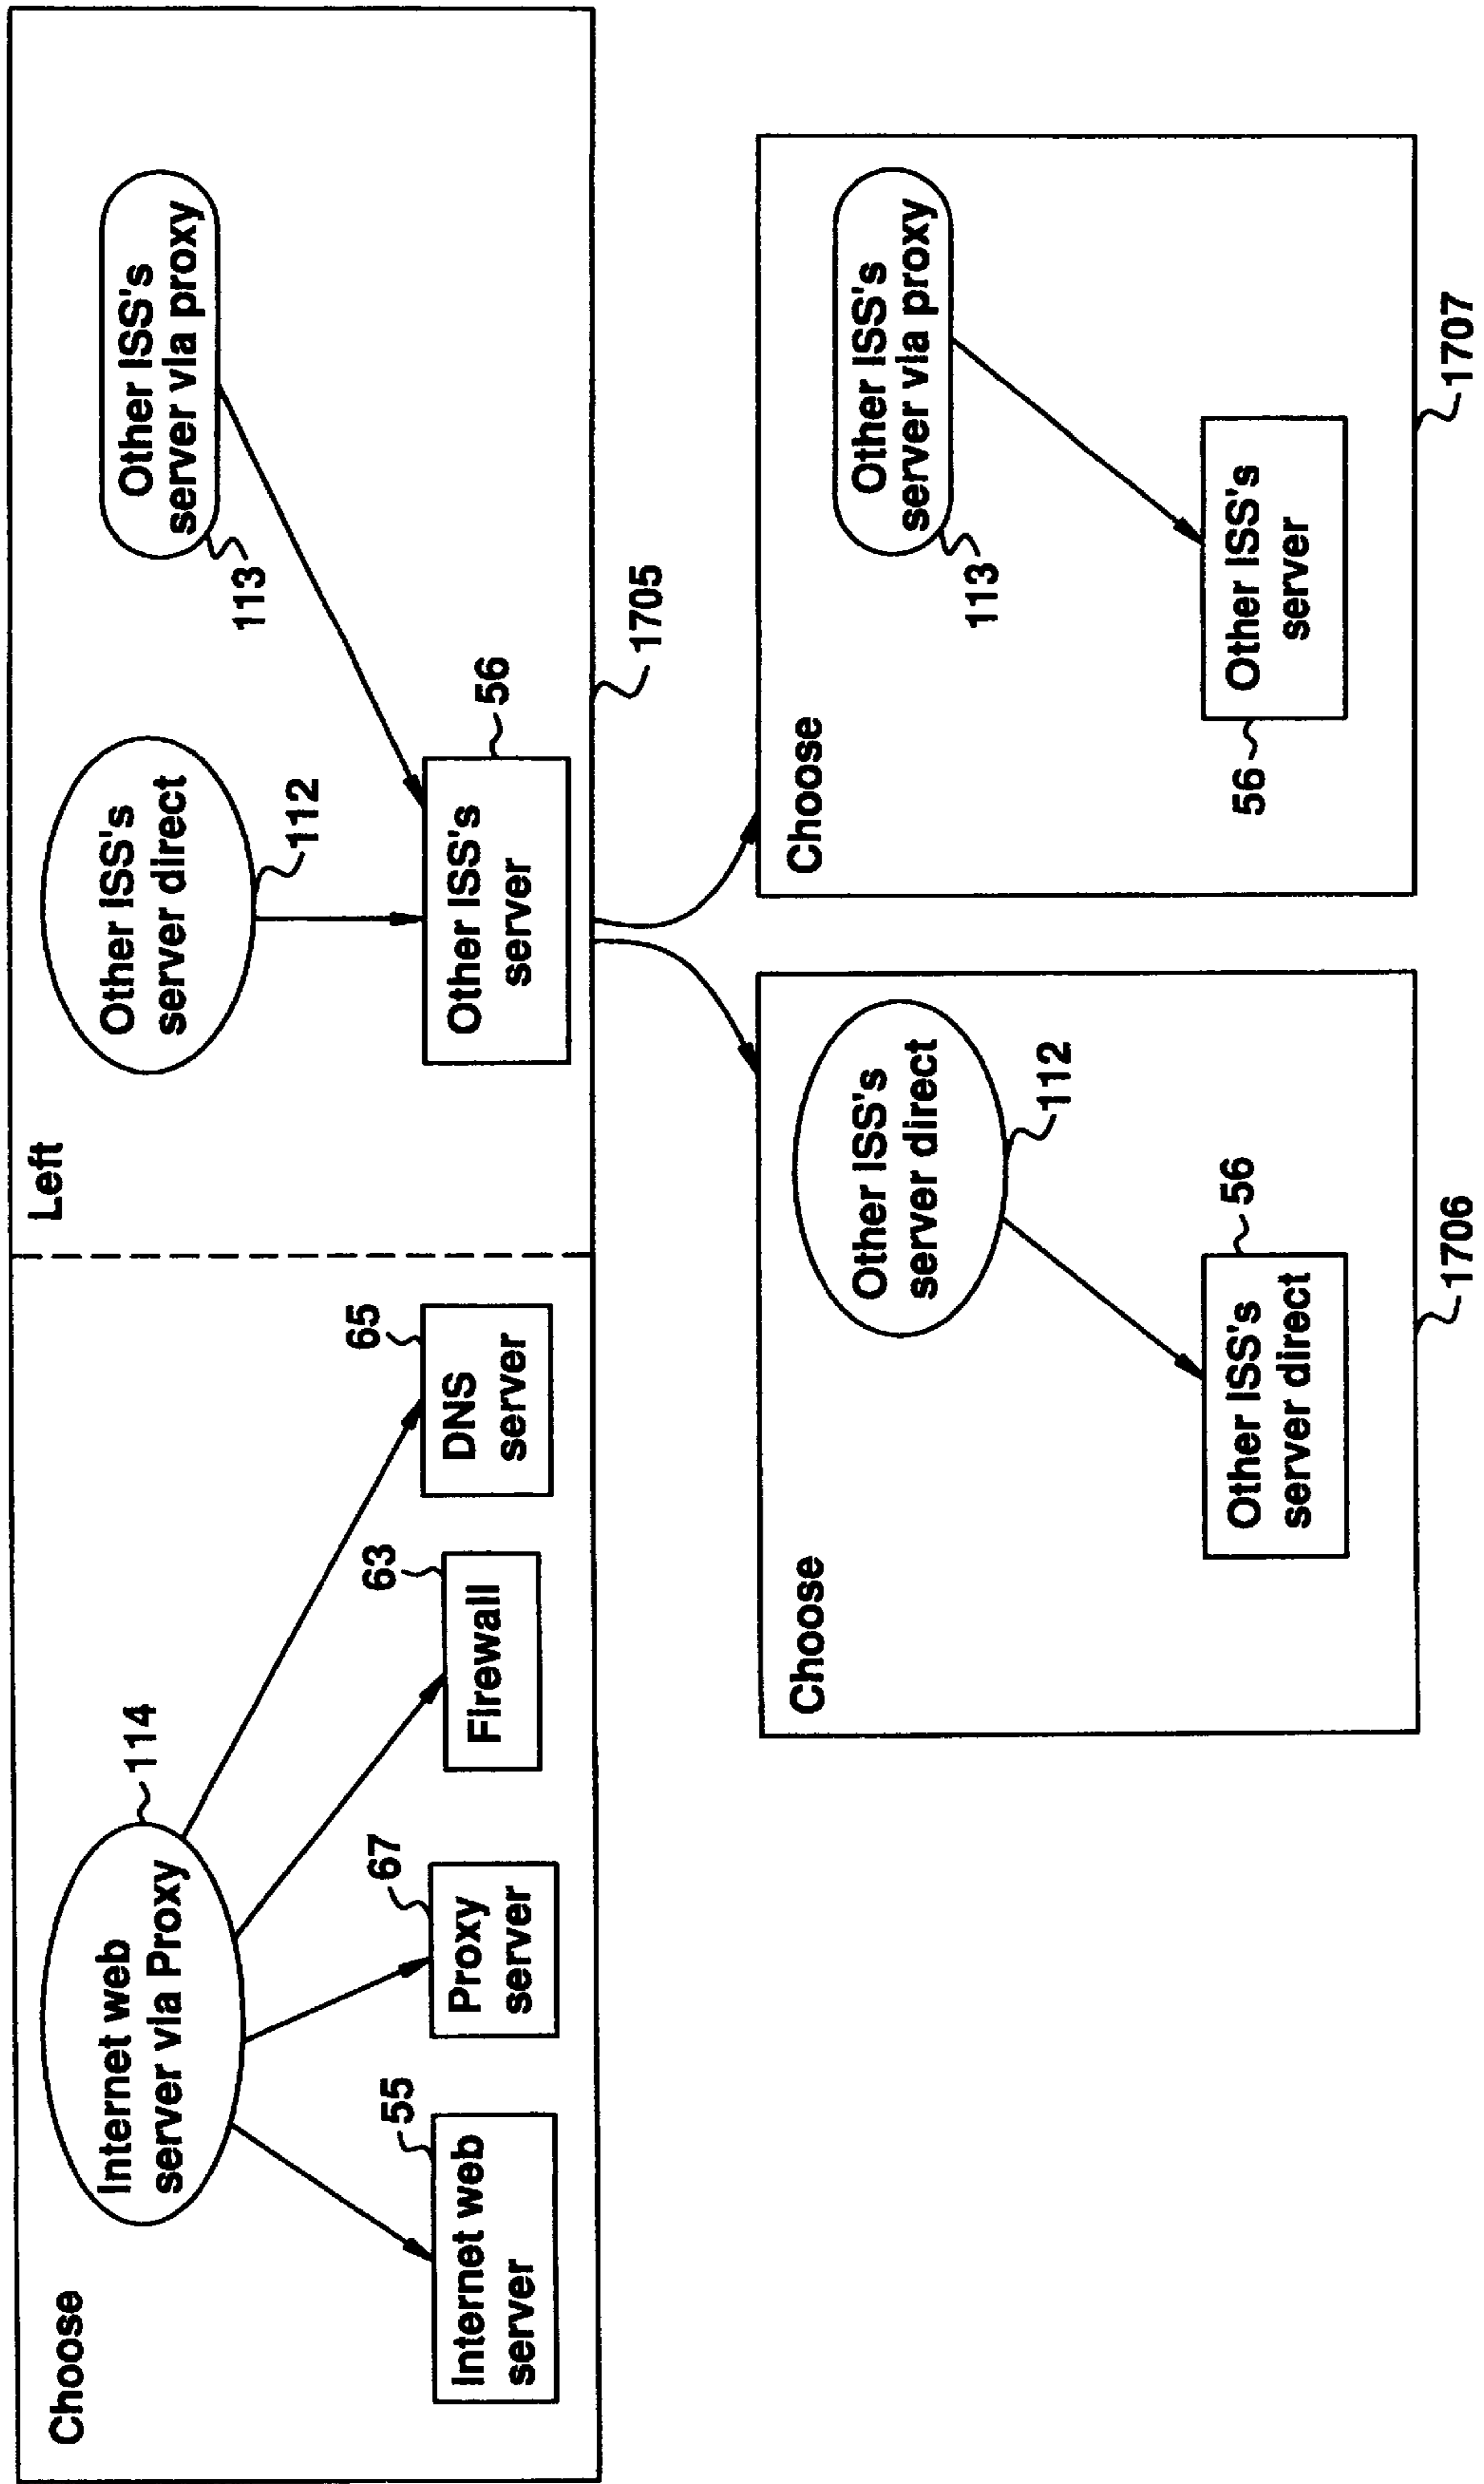 Choose
Internet web
server via Proxy
114
Internet web
server
55
Proxy
server
67
Firewall
63
DNS
server
65
Left
Other ISS's
server direct
112
Other ISS's
server via proxy
113
Other ISS's
server
56
1705
Choose
Other ISS's
server direct
112
Other ISS's
server direct
56
1706
Choose
Other ISS's
server via proxy
113
Other ISS's
server
56
1707